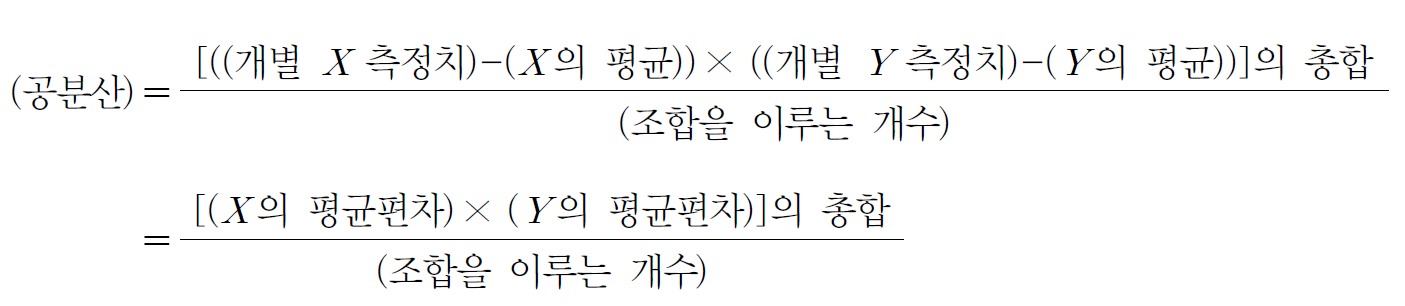 (공분산) = [((개별 X 측정치)-(X의 평균)) × ((개별 Y 측정치)-(Y의 평균))]의 총합
(조합을 이루는 개수)
= [(X의 평균편차) × (Y의 평균편차)]의 총합
(조합을 이루는 개수)